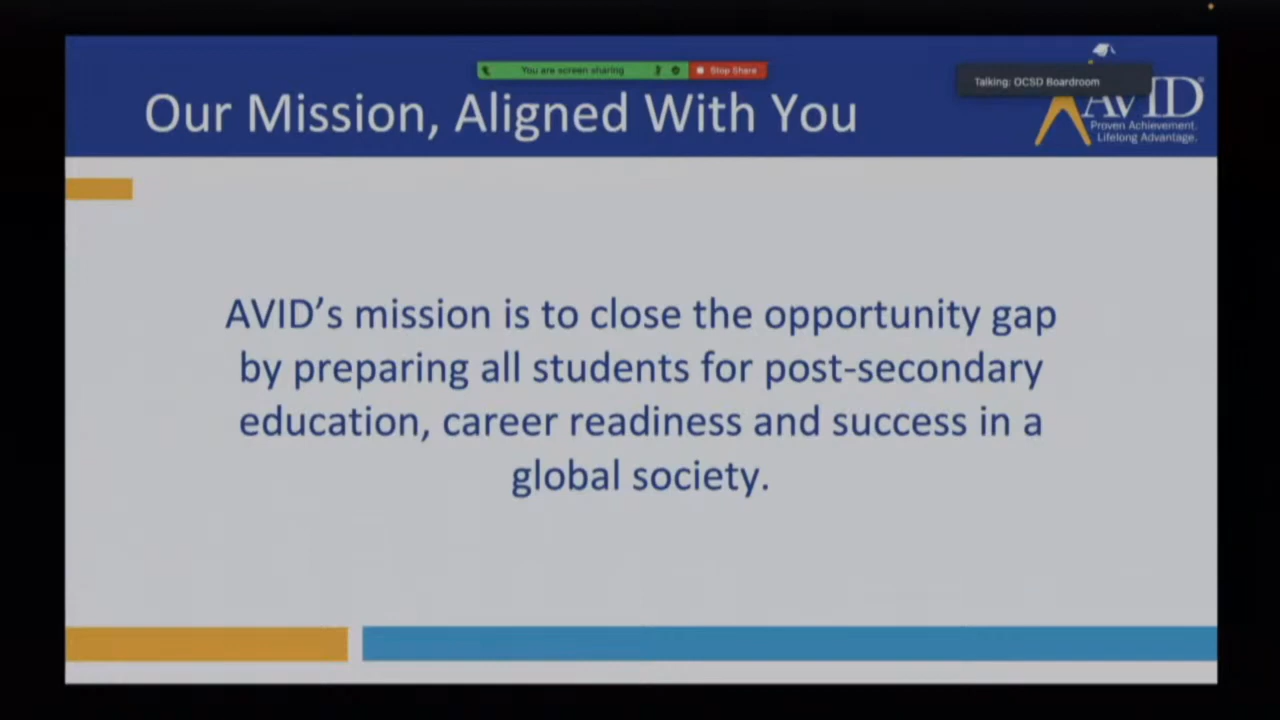 You are screen sharing
Stop Share
Talking: OCSD Boardroom
Our Mission, Aligned With You
AVID®
Proven Achievement.
Lifelong Advantage.
AVID’s mission is to close the opportunity gap
by preparing all students for post-secondary
education, career readiness and success in a
global society.